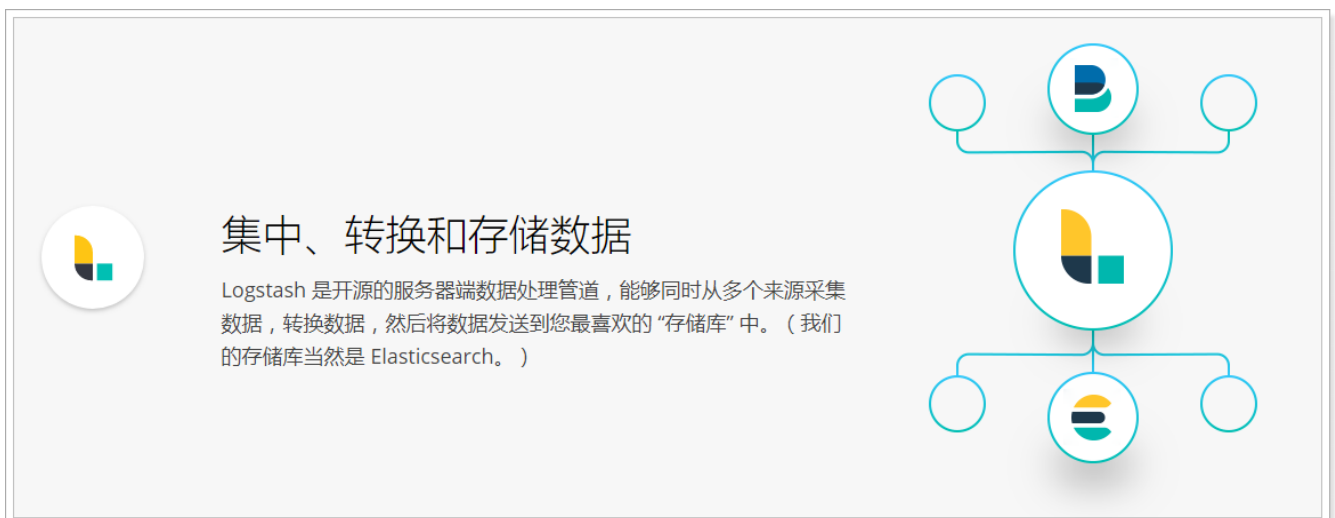 集中、转换和存储数据
Logstash 是开源的服务器端数据处理管道，能够同时从多个来源采集
数据，转换数据，然后将数据发送到您最喜欢的 “存储库” 中。（我们
的存储库当然是 Elasticsearch。）